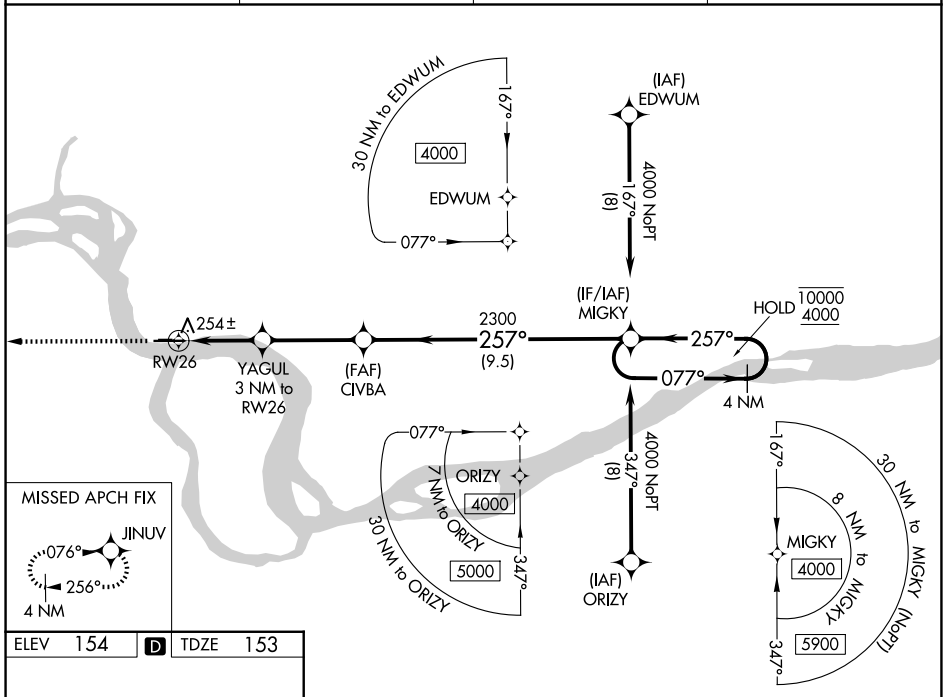 30 NM to EDWUM
167°
4000
EDWUM
077°
(IAF)
EDWUM
4000 NoPT
167°
(8)
(IF/IAF)
MIGKY
HOLD
10000
4000
257°
077°
4 NM
2300
257°
(9.5)
254±
RW26
YAGUL
3 NM to
RW26
(FAF)
CIVBA
077°
ORIZY
4000
7 NM to ORIZY
5000
30 NM to ORIZY
347°
4000 NoPT
347°
(8)
(IAF)
ORIZY
167°
30 NM to MIGKY (NoPT)
8 NM to MIGKY
MIGKY
4000
5900
347°
MISSED APCH FIX
JINUV
076°
256°
4 NM
ELEV 154 D TDZE 153